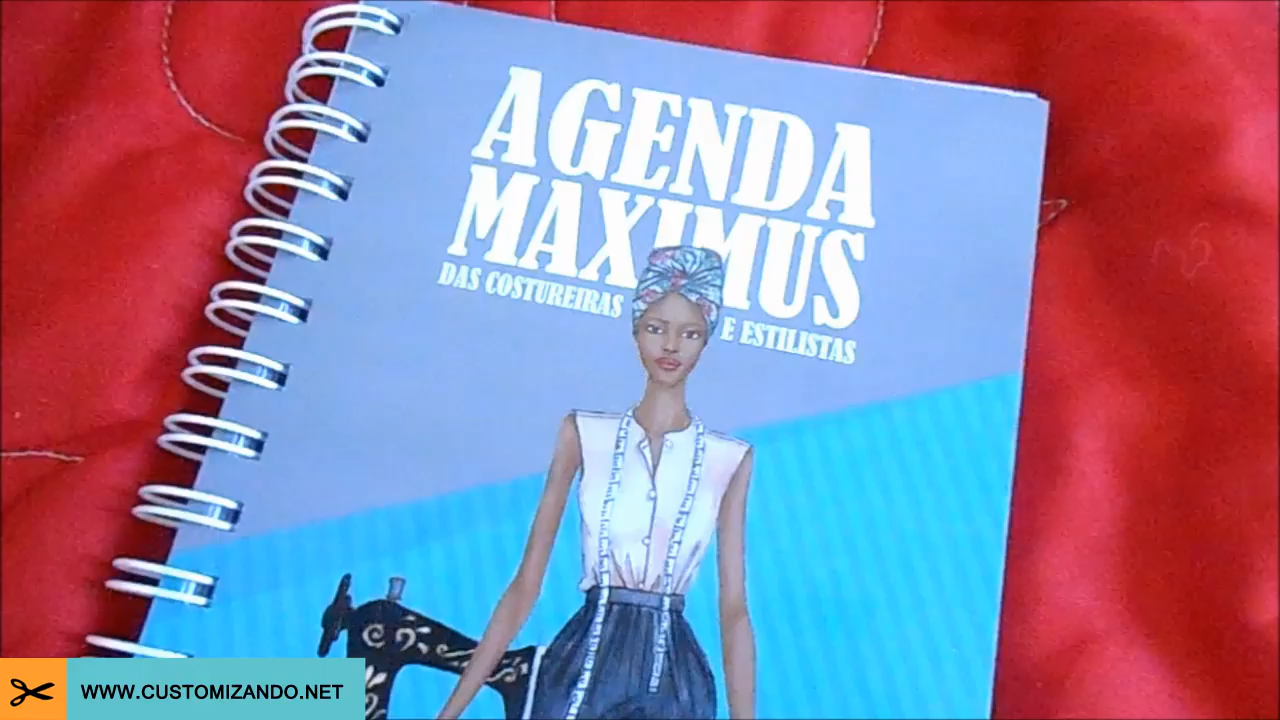 AGENDA
MAXIMUS
DAS COSTUREIRAS E ESTILISTAS
WWW.CUSTOMIZANDO.NET